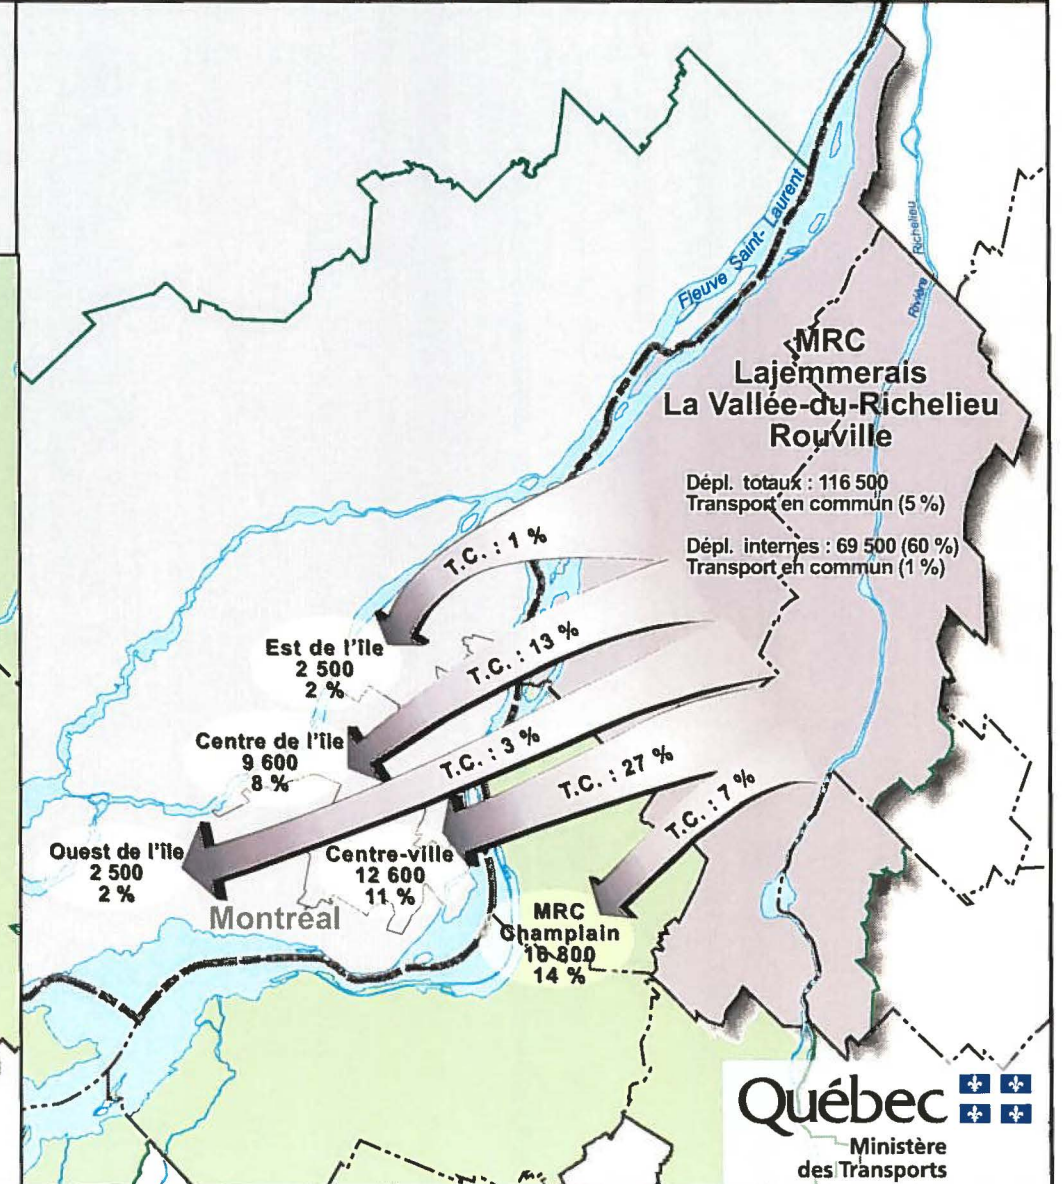 Fleuve Saint-Laurent
Rivière Richelieu
MRC
Lajemmerais
La Vallée-du-Richelieu
Rouville
Dépl. totaux : 116 500
Transport en commun (5 %)
Dépl. internes : 69 500 (60 %)
Transport en commun (1 %)
T.C. : 1 %
Est de l'île
2 500
2 %
T.C. : 13 %
Centre de l'île
9 600
8 %
T.C. : 3 %
T.C. : 27 %
T.C. : 7 %
Ouest de l'île
2 500
2 %
Centre-ville
12 600
11 %
Montréal
MRC
Champlain
16 800
14 %
Québec
Ministère
des Transports